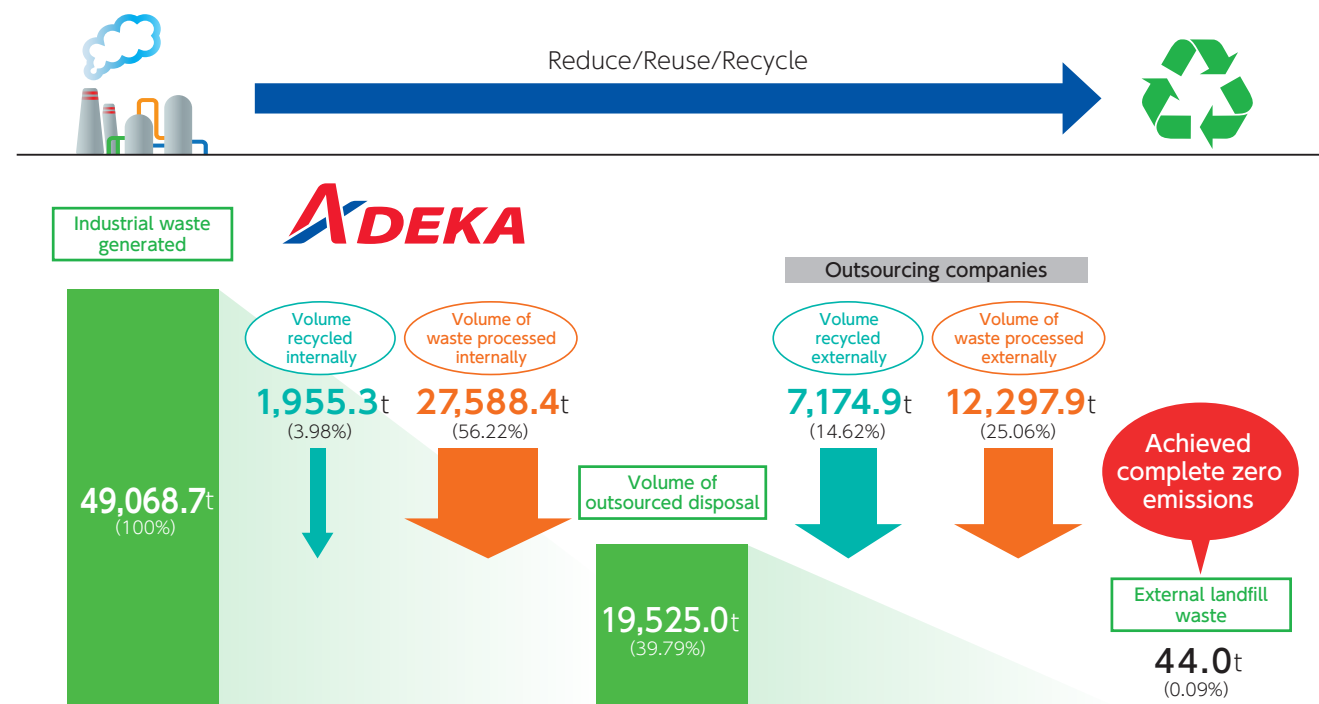 Reduce/Reuse/Recycle
Industrial waste
generated
ADEKA
Outsourcing companies
Volume
recycled
internally
1,955.3t
(3.98%)
Volume of
waste processed
internally
27,588.4t
(56.22%)
Volume
recycled
externally
7,174.9t
(14.62%)
Volume of
waste processed
externally
12,297.9t
(25.06%)
Achieved
complete zero
emissions
49,068.7t
(100%)
Volume of
outsourced disposal
19,525.0t
(39.79%)
External landfill
waste
44.0t
(0.09%)